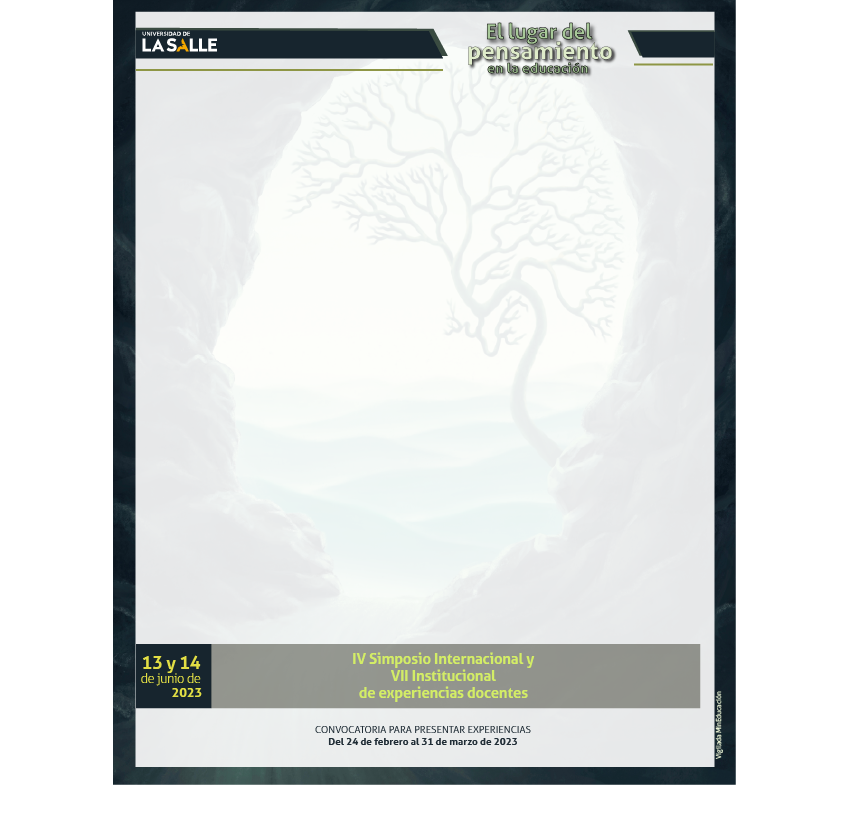 UNIVERSIDAD DE
LA SALLE
El lugar del
pensamiento
en la educación
13 y 14
de junio de
2023
IV Simposio Internacional y
VII Institucional
de experiencias docentes
CONVOCATORIA PARA PRESENTAR EXPERIENCIAS
Del 24 de febrero al 31 de marzo de 2023
Vigilada MinEducación